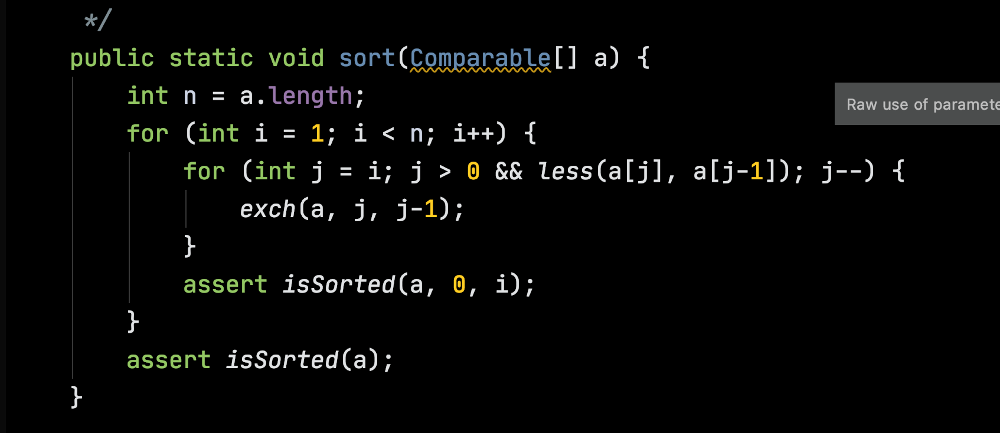 */
public static void sort(Comparable[] a) {
int n = a.length;
Raw use of
for (int i = 1; i < n; i++) {
for (int j = i; j > 0 && less(a[j], a[j-1]); j--) {
exch(a, j, j-1);
}
assert isSorted(a, 0, i);
}
assert isSorted(a);
}